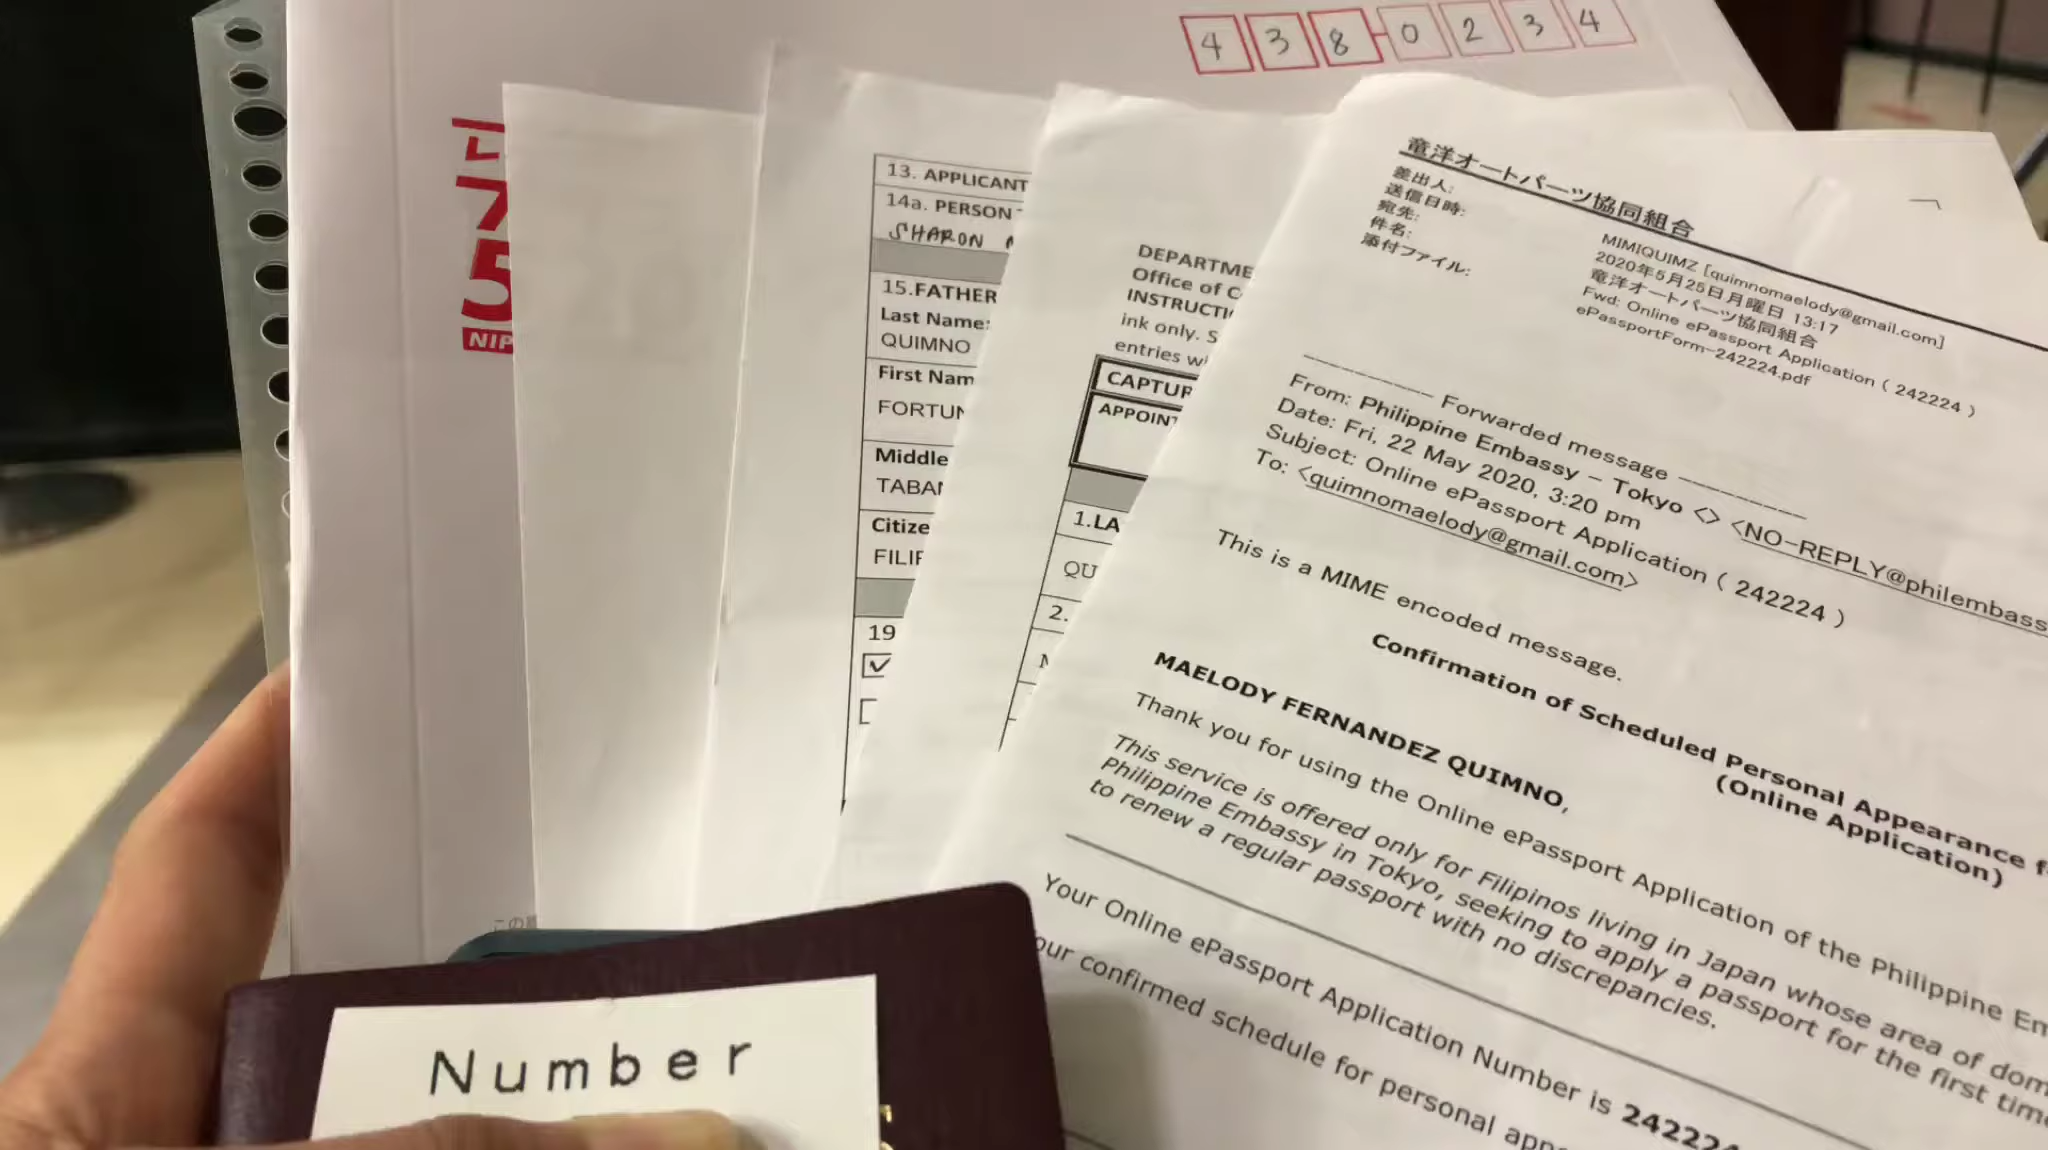 4 3 8 0 2 3 4
7
5
NIP
13. APPLICANT
14a. PERSON
SHARON
15.FATHER
Last Name:
QUIMNO
First Nam
FORTUN
Middle
TABAN
Citize
FILIF
19
DEPARTME
Office of C
INSTRUCTI
ink only. S
entries w
CAPTUR
APPOINT
1.LA
QU
2.
竜洋オートパーツ協同組合
差出人: MIMIQUIMZ [quimnomaelody@gmail.com]
送信日時: 2020年5月25日月曜日 13:17
宛先: 竜洋オートパーツ協同組合
件名: Fwd: Online ePassport Application ( 242224 )
添付ファイル: ePassportForm-242224.pdf
---------- Forwarded message ----------
From: Philippine Embassy - Tokyo <> <NO-REPLY@philembass
Date: Fri, 22 May 2020, 3:20 pm
Subject: Online ePassport Application ( 242224 )
To: <quimnomaelody@gmail.com>
This is a MIME encoded message.
Confirmation of Scheduled Personal Appearance f
(Online Application)
MAELODY FERNANDEZ QUIMNO,
Thank you for using the Online ePassport Application of the Philippine Em
This service is offered only for Filipinos living in Japan whose area of dom
Philippine Embassy in Tokyo, seeking to apply a passport for the first time
to renew a regular passport with no discrepancies.
Your Online ePassport Application Number is 242224
our confirmed schedule for personal appe
この
Number